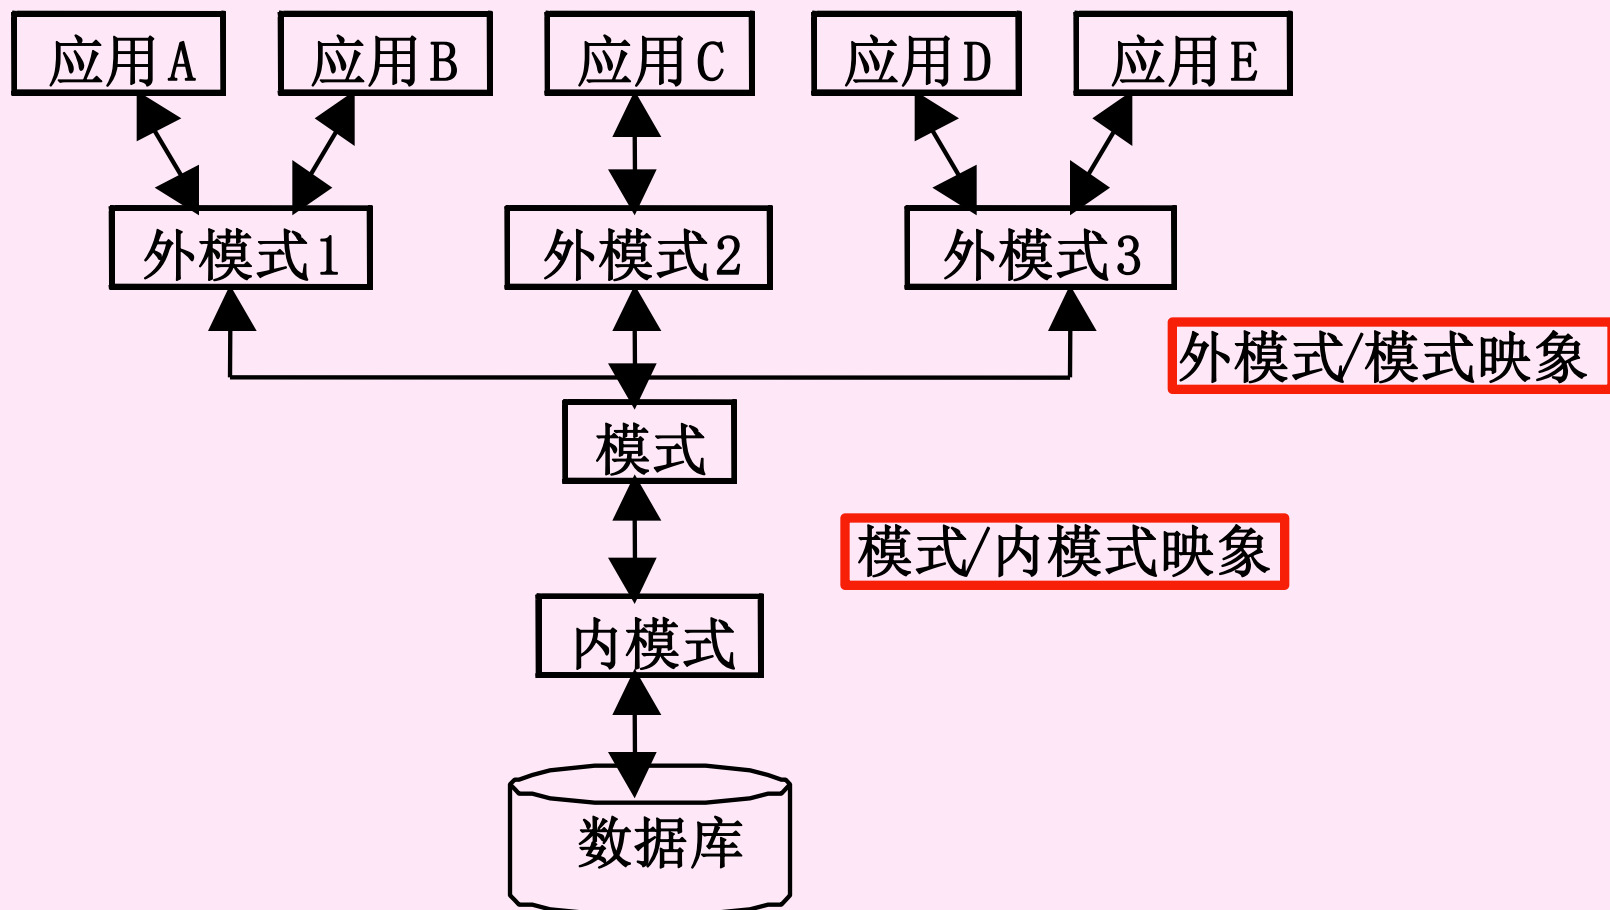 应用A
应用B
应用C
应用D
应用E
外模式1
外模式2
外模式3
外模式/模式映象
模式
模式/内模式映象
内模式
数据库